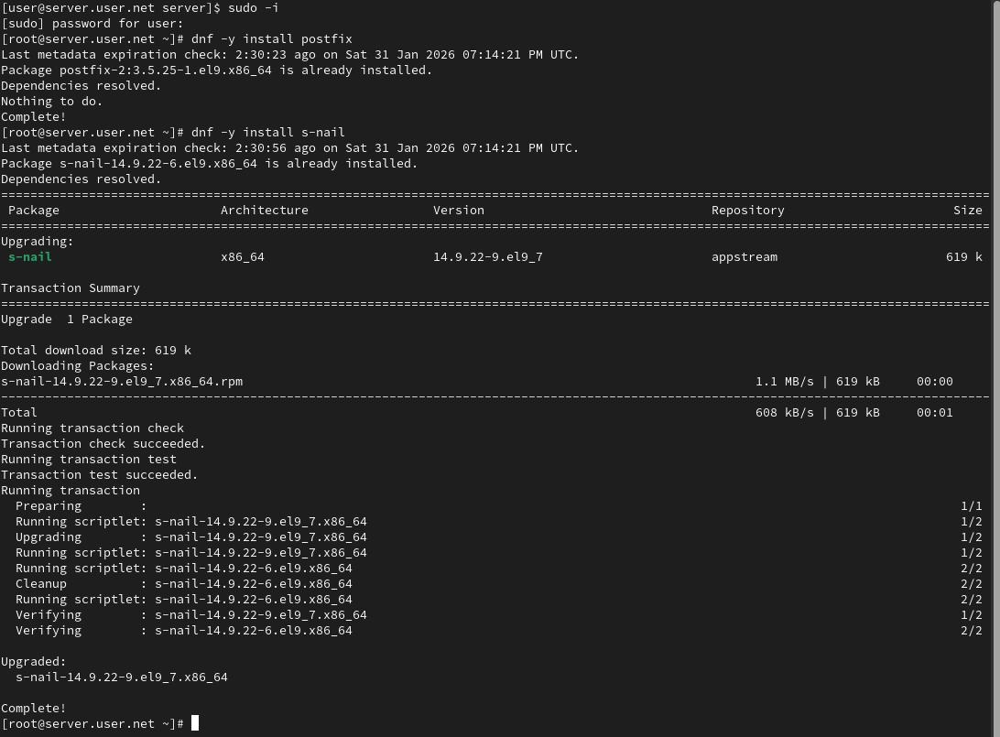 [user@server.user.net server]$ sudo -i
[sudo] password for user:
[root@server.user.net ~]# dnf -y install postfix
Last metadata expiration check: 2:30:23 ago on Sat 31 Jan 2026 07:14:21 PM UTC.
Package postfix-2:3.5.25-1.el9.x86_64 is already installed.
Dependencies resolved.
Nothing to do.
Complete!
[root@server.user.net ~]# dnf -y install s-nail
Last metadata expiration check: 2:30:56 ago on Sat 31 Jan 2026 07:14:21 PM UTC.
Package s-nail-14.9.22-6.el9.x86_64 is already installed.
Dependencies resolved.
================================================================================
 Package                      Architecture                 Version                               Repository                       Size
================================================================================
Upgrading:
 s-nail                       x86_64                       14.9.22-9.el9_7                       appstream                       619 k

Transaction Summary
================================================================================
Upgrade  1 Package

Total download size: 619 k
Downloading Packages:
s-nail-14.9.22-9.el9_7.x86_64.rpm                                                                      1.1 MB/s | 619 kB     00:00
--------------------------------------------------------------------------------
Total                                                                                                  608 kB/s | 619 kB     00:01
Running transaction check
Transaction check succeeded.
Running transaction test
Transaction test succeeded.
Running transaction
  Preparing        :                                                                                                               1/1
  Running scriptlet: s-nail-14.9.22-9.el9_7.x86_64                                                                                 1/2
  Upgrading        : s-nail-14.9.22-9.el9_7.x86_64                                                                                 1/2
  Running scriptlet: s-nail-14.9.22-9.el9_7.x86_64                                                                                 1/2
  Running scriptlet: s-nail-14.9.22-6.el9.x86_64                                                                                   2/2
  Cleanup          : s-nail-14.9.22-6.el9.x86_64                                                                                   2/2
  Running scriptlet: s-nail-14.9.22-6.el9.x86_64                                                                                   2/2
  Verifying        : s-nail-14.9.22-9.el9_7.x86_64                                                                                 1/2
  Verifying        : s-nail-14.9.22-6.el9.x86_64                                                                                   2/2

Upgraded:
  s-nail-14.9.22-9.el9_7.x86_64

Complete!
[root@server.user.net ~]#